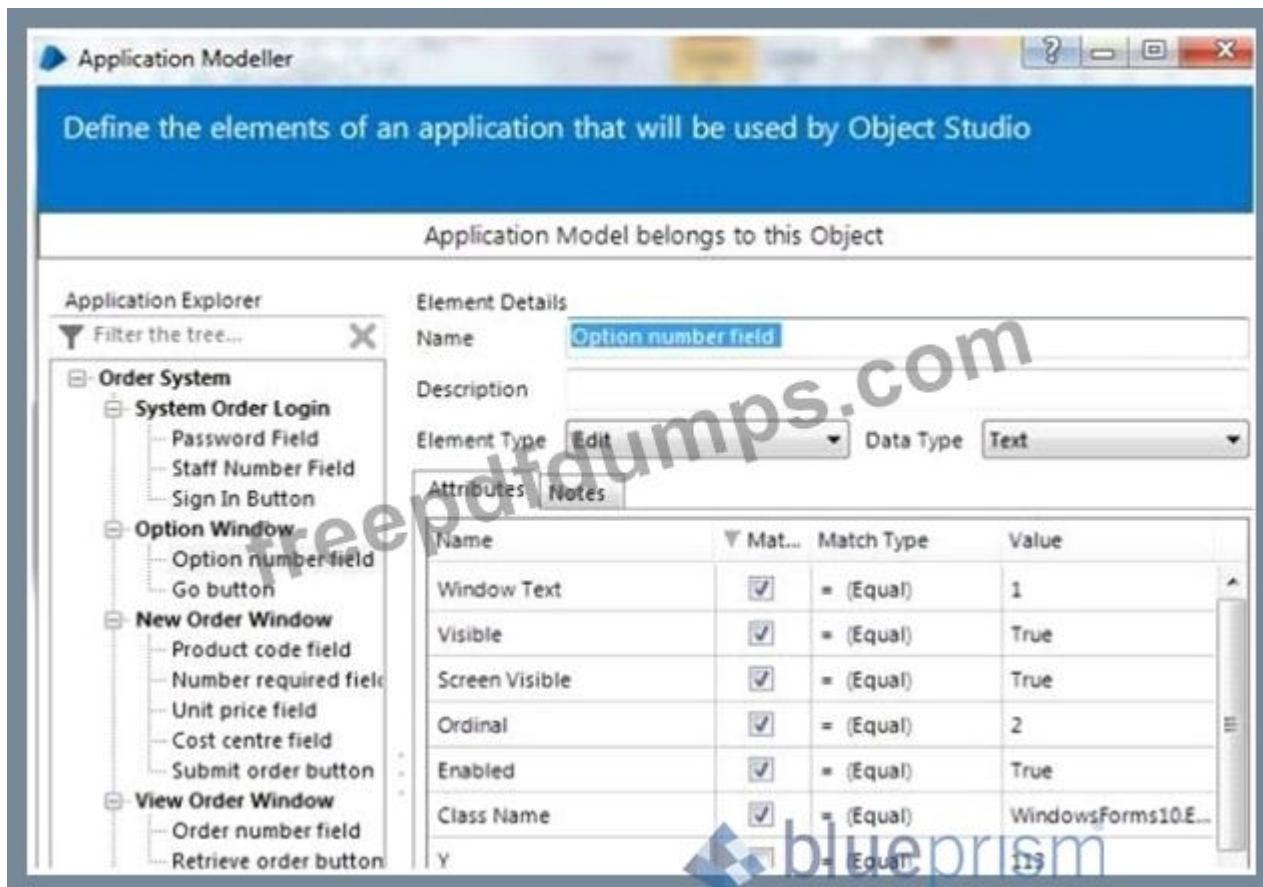 Application Modeller
Define the elements of an application that will be used by Object Studio
Application Model belongs to this Object
Application Explorer
Filter the tree...
Order System
System Order Login
Password Field
Staff Number Field
Sign In Button
Option Window
Option number field
Go button
New Order Window
Product code field
Number required field
Unit price field
Cost centre field
Submit order button
View Order Window
Order number field
Retrieve order button
Element Details
Name Option number field
Description
Element Type Edit Data Type Text
Attributes Notes
Name Mat... Match Type Value
Window Text = (Equal) 1
Visible = (Equal) True
Screen Visible = (Equal) True
Ordinal = (Equal) 2
Enabled = (Equal) True
Class Name = (Equal) WindowsForms10.E...
Y = (Equal) 113
freepdfdumps.com
blueprism